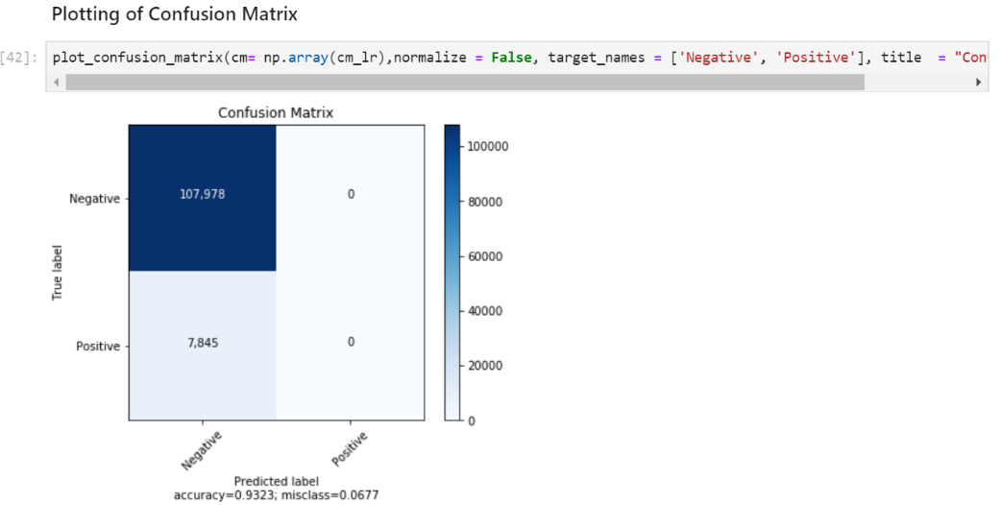 Plotting of Confusion Matrix
[42]: plot_confusion_matrix(cm= np.array(cm_lr),normalize = False, target_names = ['Negative', 'Positive'], title  = "Con
Confusion Matrix
107,978 0
7,845 0
Negative
Positive
True label
100000
80000
60000
40000
20000
0
Negative Positive
Predicted label
accuracy=0.9323; misclass=0.0677